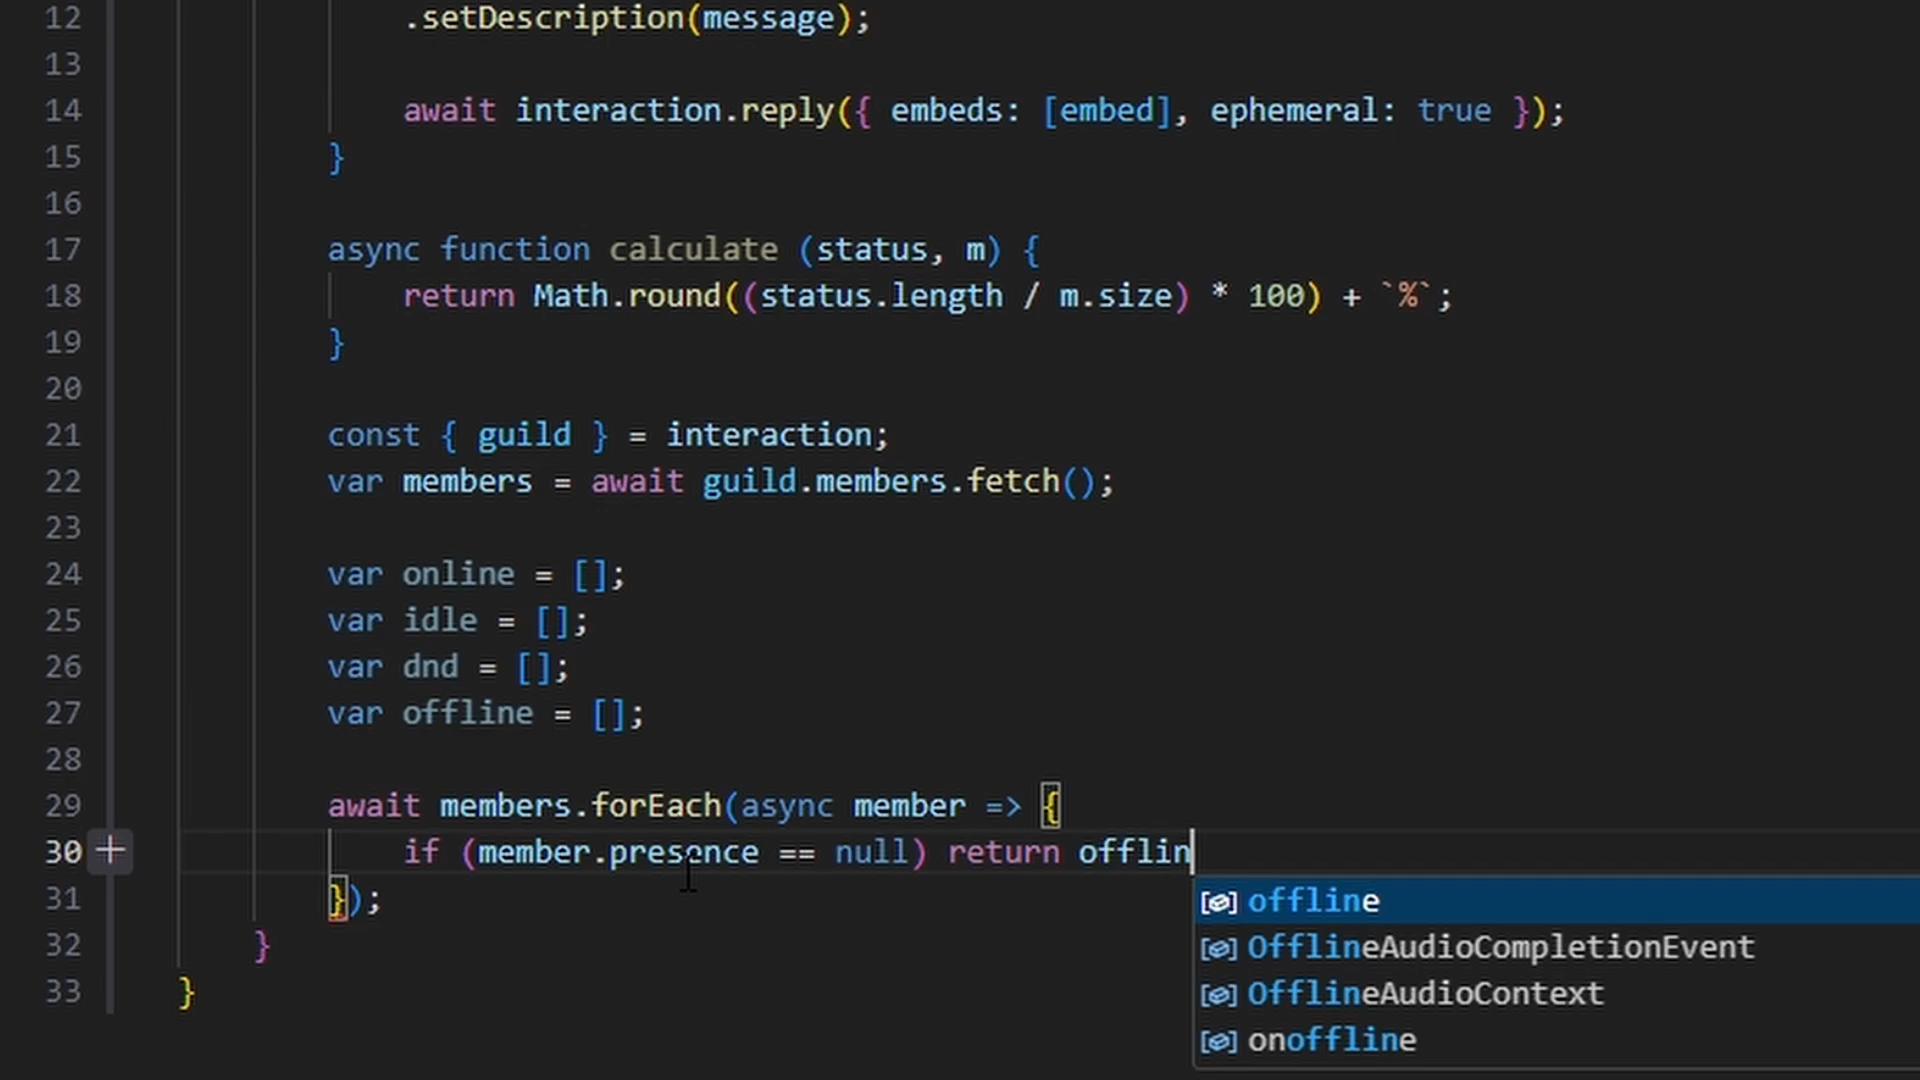 12 .setDescription(message);
13
14 await interaction.reply({ embeds: [embed], ephemeral: true });
15 }
16
17 async function calculate (status, m) {
18 return Math.round((status.length / m.size) * 100) + `%`;
19 }
20
21 const { guild } = interaction;
22 var members = await guild.members.fetch();
23
24 var online = [];
25 var idle = [];
26 var dnd = [];
27 var offline = [];
28
29 await members.forEach(async member => {
30 if (member.presence == null) return offlin
31 });
offline
32 }
OfflineAudioCompletionEvent
33 }
OfflineAudioContext
onoffline